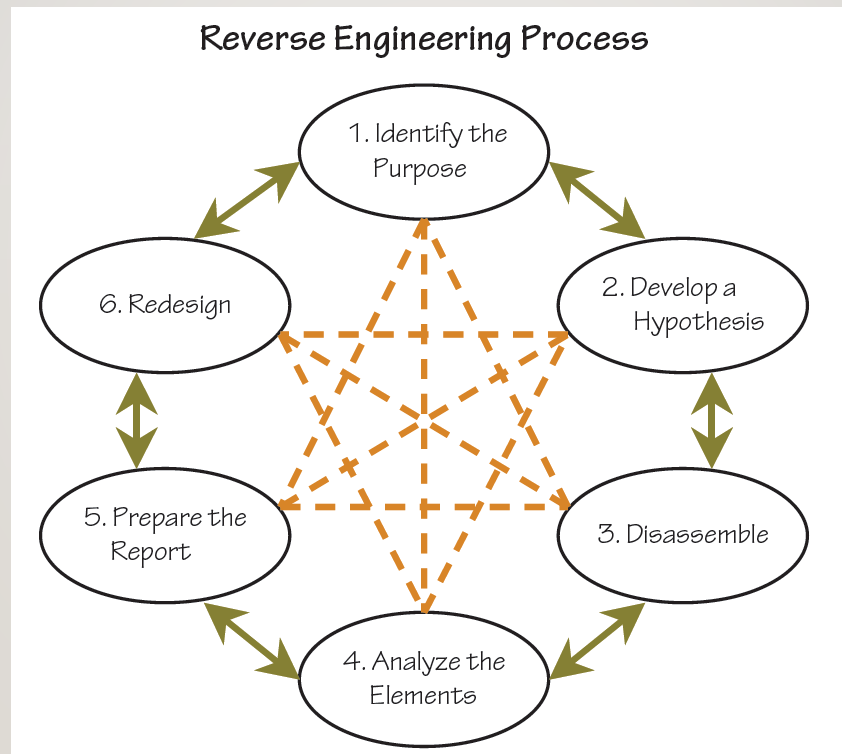 Reverse Engineering Process
1. Identify the
Purpose
2. Develop a
Hypothesis
3. Disassemble
4. Analyze the
Elements
5. Prepare the
Report
6. Redesign